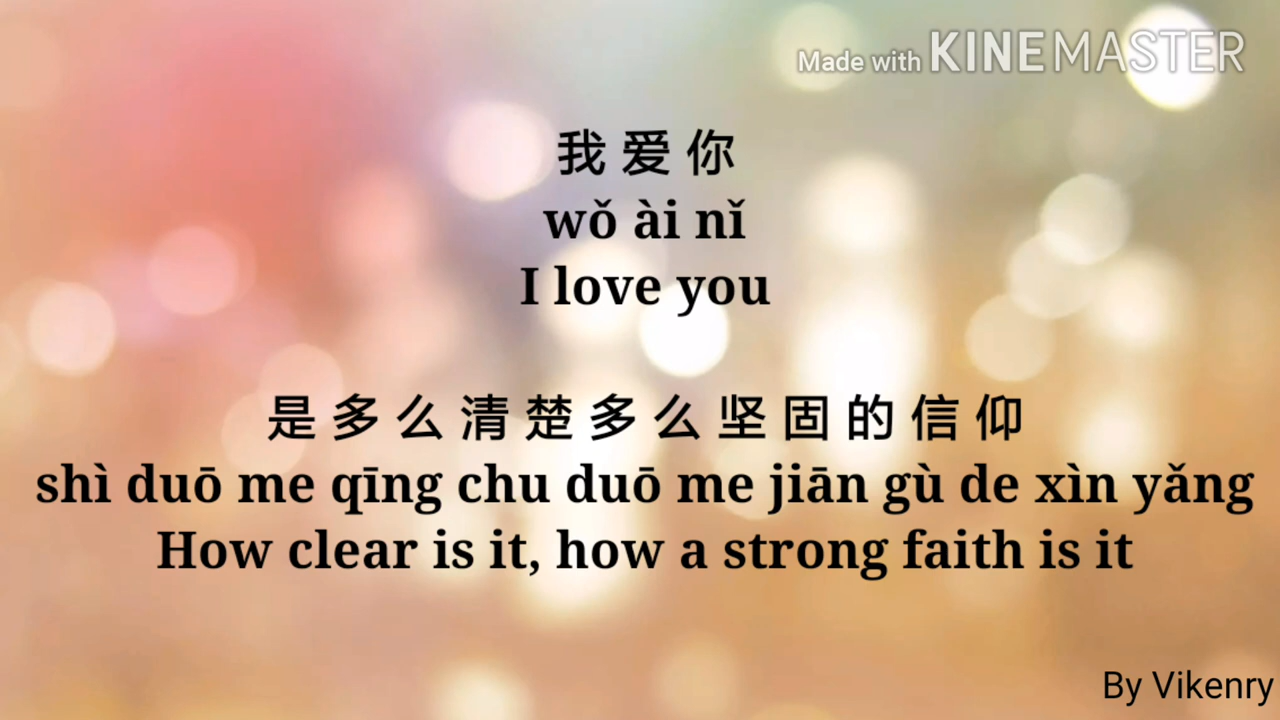 Made with KINEMASTER
我爱你
wǒ ài nǐ
I love you
是多么清楚多么坚固的信仰
shì duō me qīng chu duō me jiān gù de xìn yǎng
How clear is it, how a strong faith is it
By Vikenry